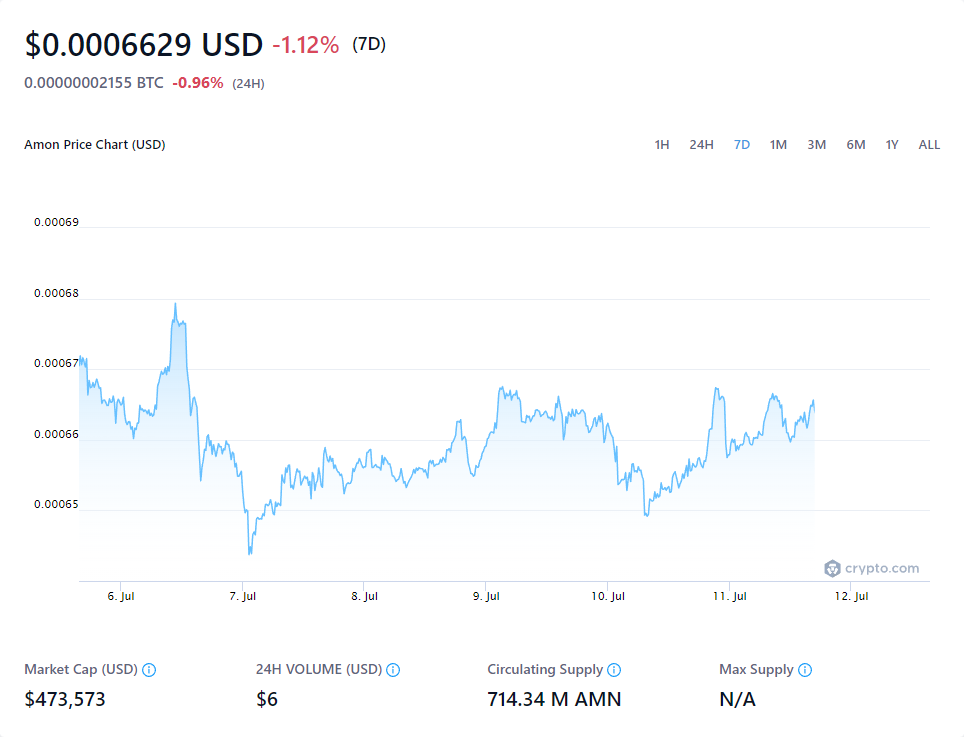 $0.0006629 USD -1.12% (7D)
0.00000002155 BTC -0.96% (24H)
Amon Price Chart (USD)
1H 24H 7D 1M 3M 6M 1Y ALL
0.00069
0.00068
0.00067
0.00066
0.00065
crypto.com
6. Jul 7. Jul 8. Jul 9. Jul 10. Jul 11. Jul 12. Jul
Market Cap (USD) 24H VOLUME (USD) Circulating Supply Max Supply
$473,573 $6 714.34 M AMN N/A